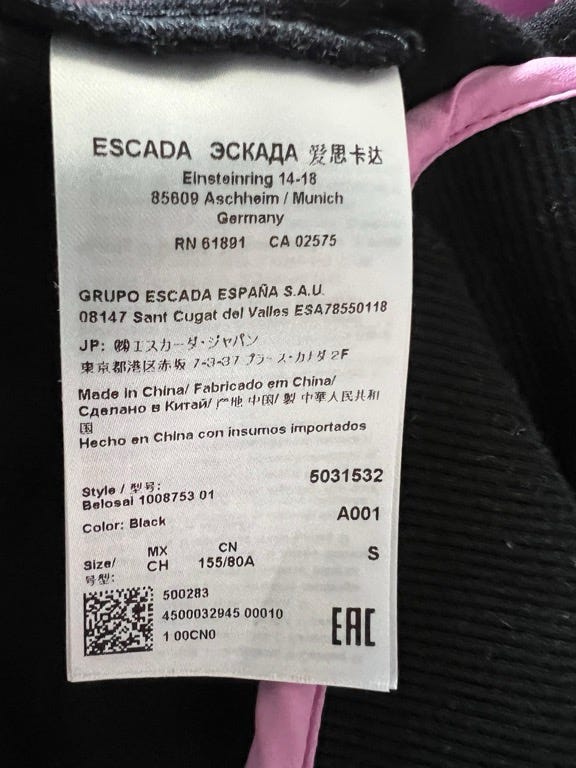 ESCADA ЭСКАДА 爱思卡达
Einsteinring 14-18
85609 Aschheim / Munich
Germany
RN 61891 CA 02575
GRUPO ESCADA ESPAÑA S.A.U.
08147 Sant Cugat del Valles ESA78550118
JP: ㈱エスカーダ・ジャパン
東京都港区赤坂 7-3-37 プラース・カナダ 2F
Made in China/ Fabricado em China/
Сделано в Китай/ 产地 中国/ 製 中華人民共和
国
Hecho en China con insumos importados
Style / 型号: 5031532
Belosai 1008753 01
Color: Black A001
Size/ MX CN S
号型: CH 155/80A
500283
4500032945 00010
1 00CN0
EAC